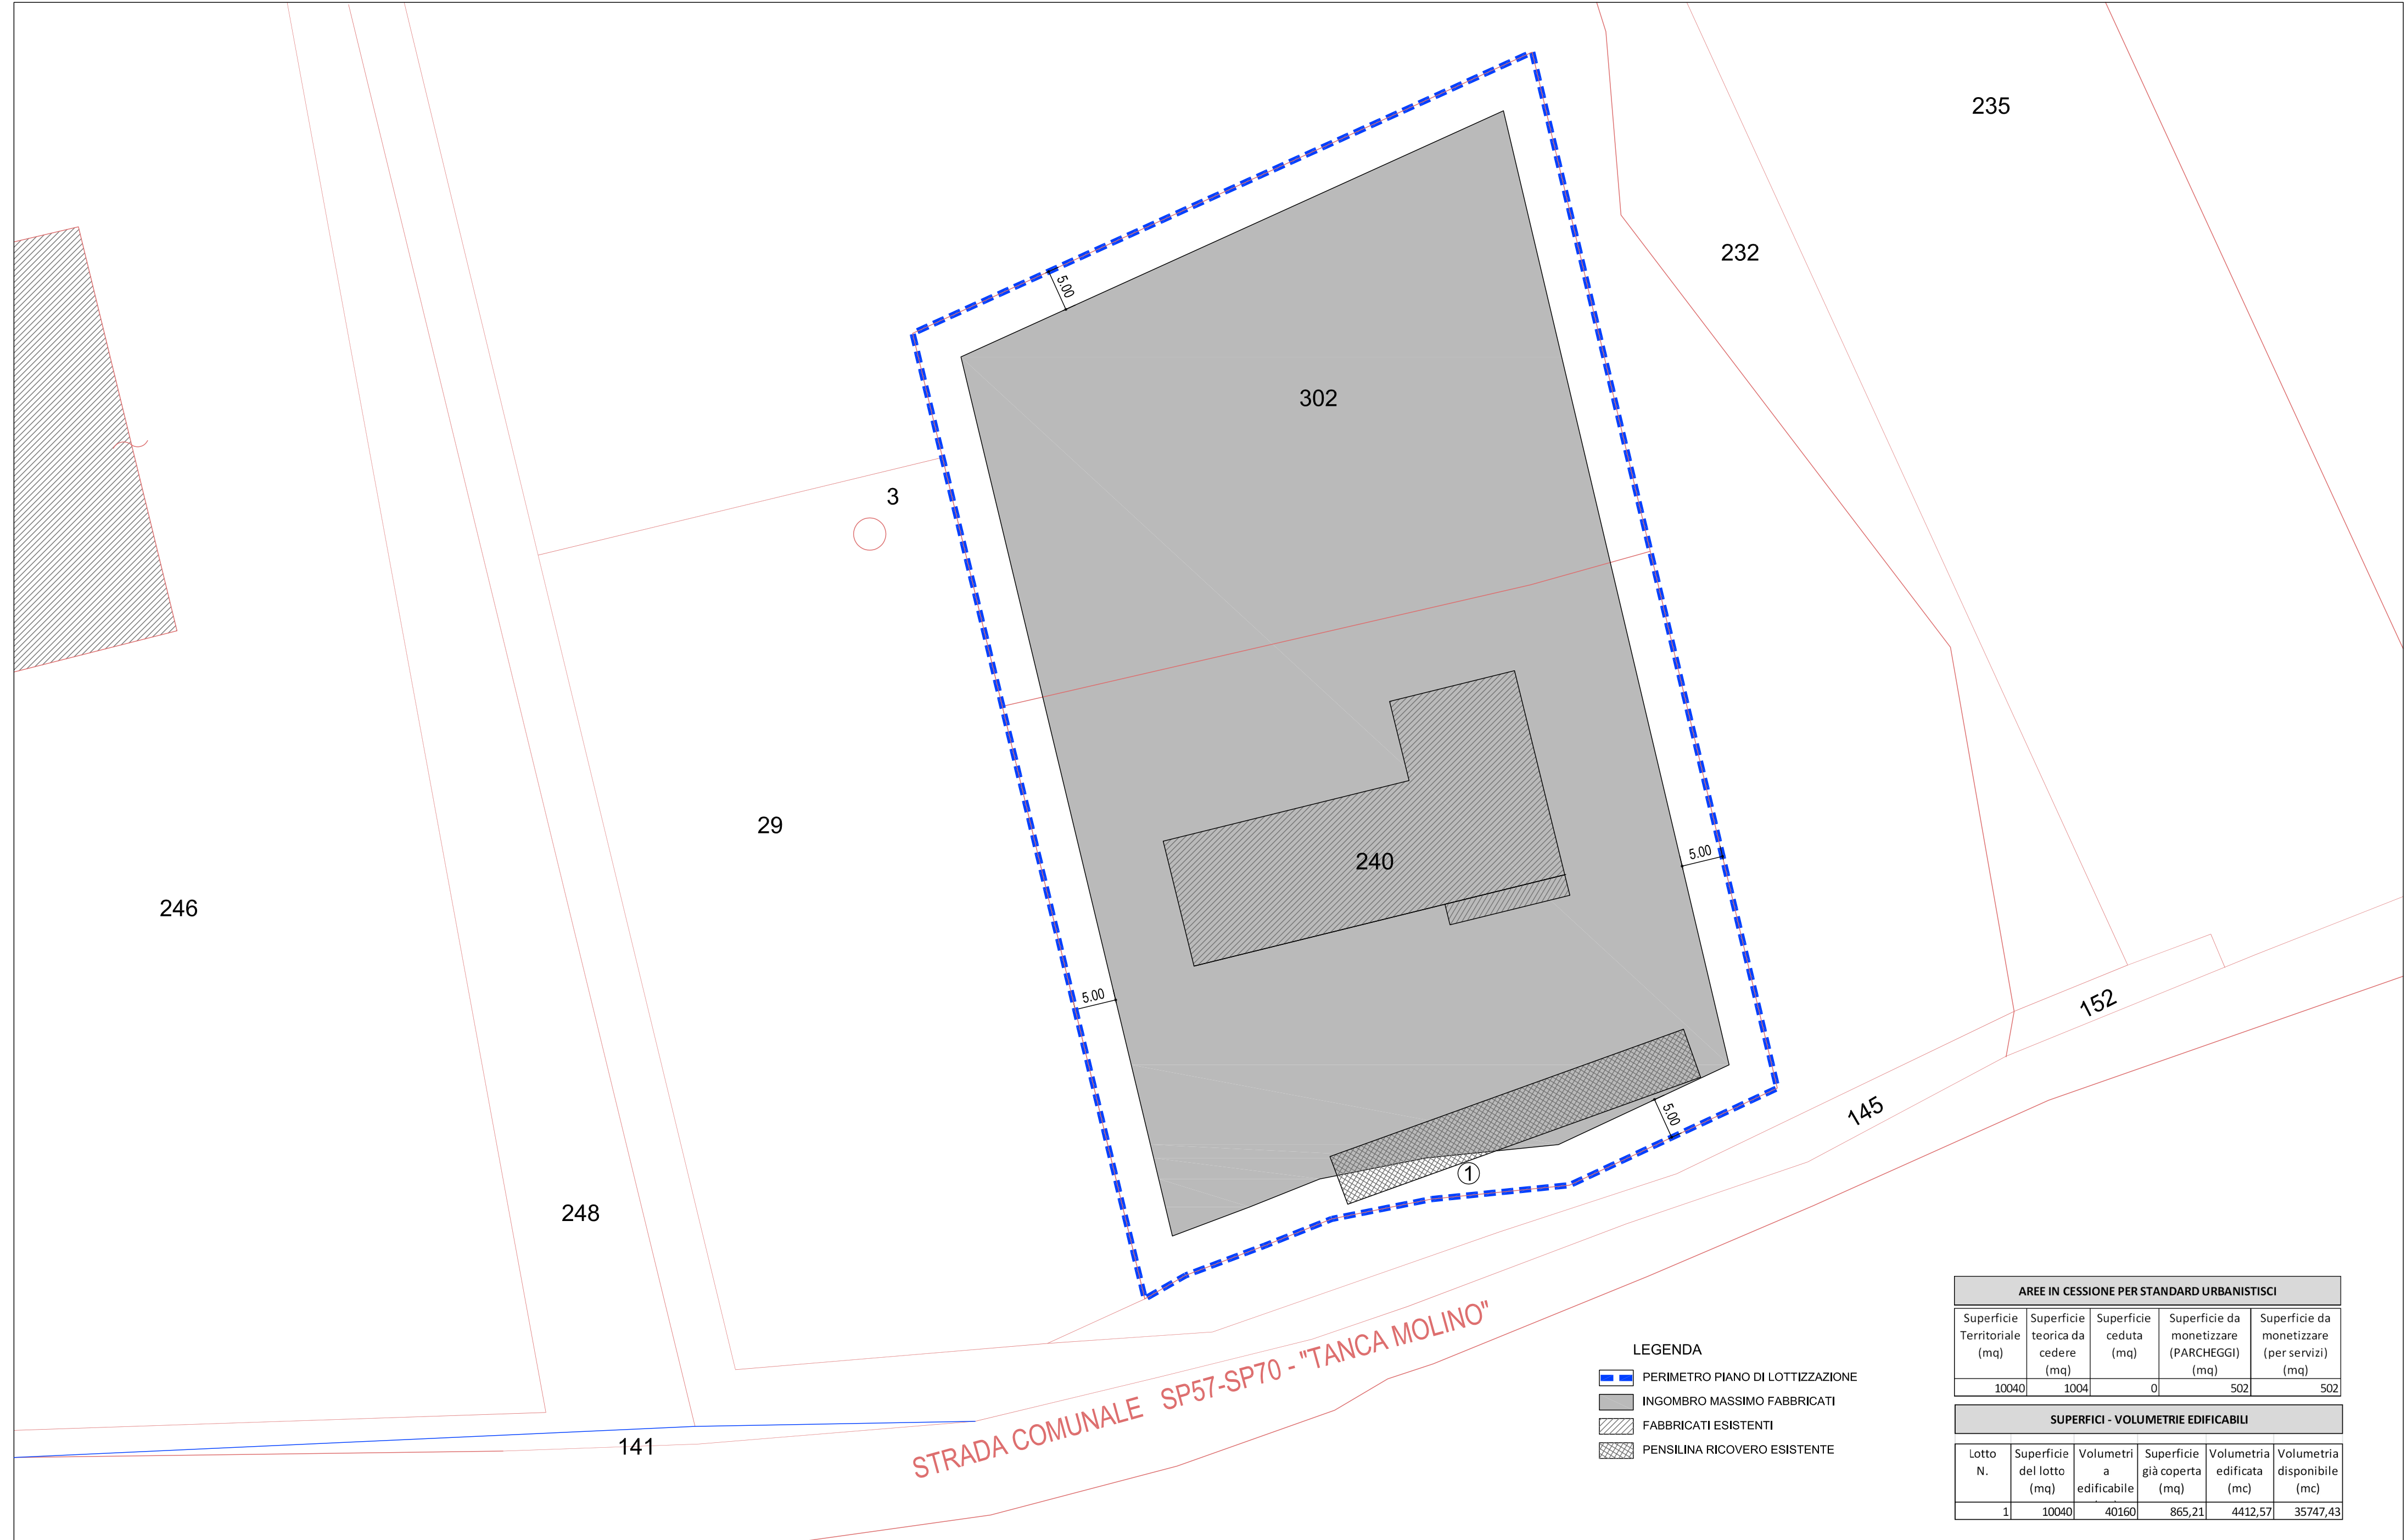 235
232
5.00
302
3
29
240
5.00
246
5.00
152
5.00
145
1
248
141
STRADA COMUNALE SP57-SP70 - "TANCA MOLINO"
LEGENDA
PERIMETRO PIANO DI LOTTIZZAZIONE
INGOMBRO MASSIMO FABBRICATI
FABBRICATI ESISTENTI
PENSILINA RICOVERO ESISTENTE
AREE IN CESSIONE PER STANDARD URBANISTISCI
Superficie Superficie Superficie Superficie da Superficie da
Territoriale teorica da ceduta monetizzare monetizzare
(mq) cedere (mq) (PARCHEGGI) (per servizi)
(mq) (mq) (mq)
10040 1004 0 502 502
SUPERFICI - VOLUMETRIE EDIFICABILI
Lotto Superficie Volumetri Superficie Volumetria Volumetria
N. del lotto a già coperta edificata disponibile
(mq) edificabile (mq) (mc) (mc)
1 10040 40160 865,21 4412,57 35747,43